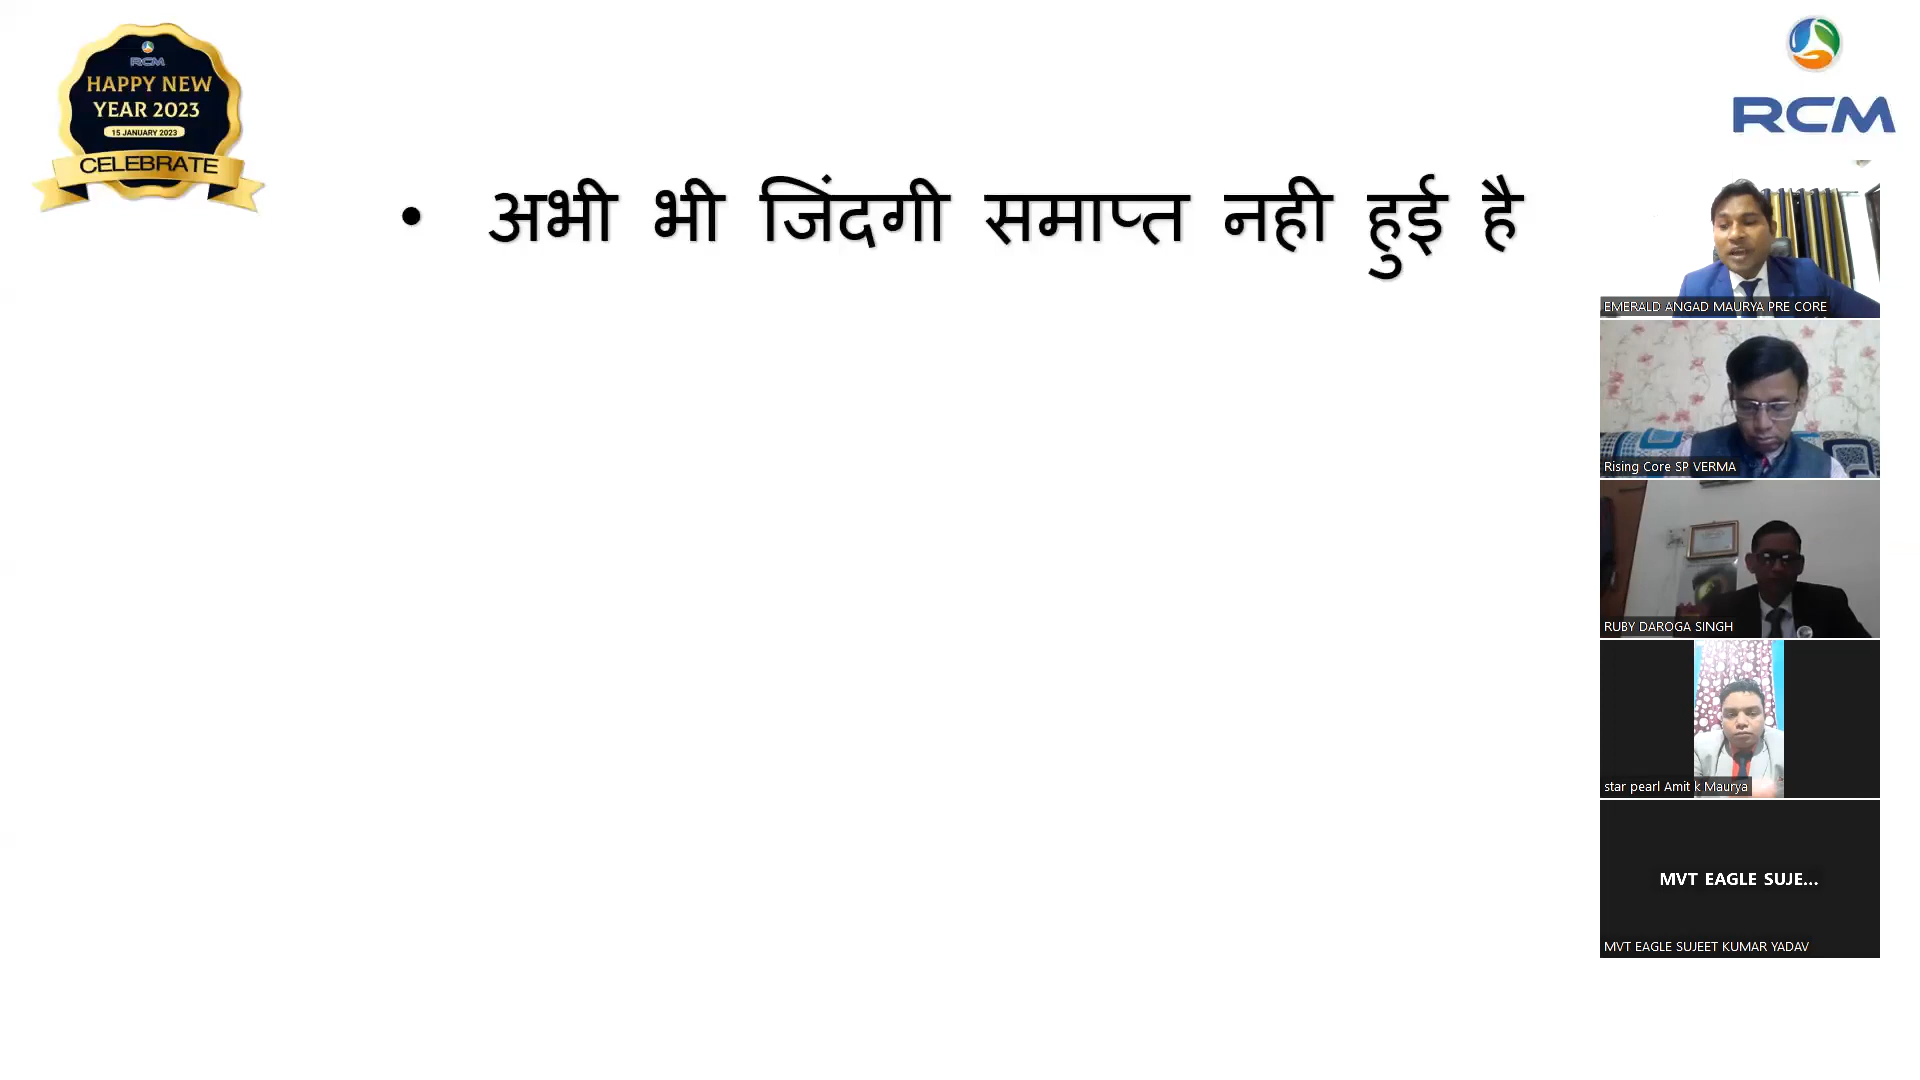 RCM
HAPPY NEW
YEAR 2023
15 JANUARY 2023
CELEBRATE
RCM
• अभी भी जिंदगी समाप्त नही हुई है
EMERALD ANGAD MAURYA PRE CORE
Rising Core SP VERMA
RUBY DAROGA SINGH
star pearl Amit k Maurya
MVT EAGLE SUJE...
MVT EAGLE SUJEET KUMAR YADAV